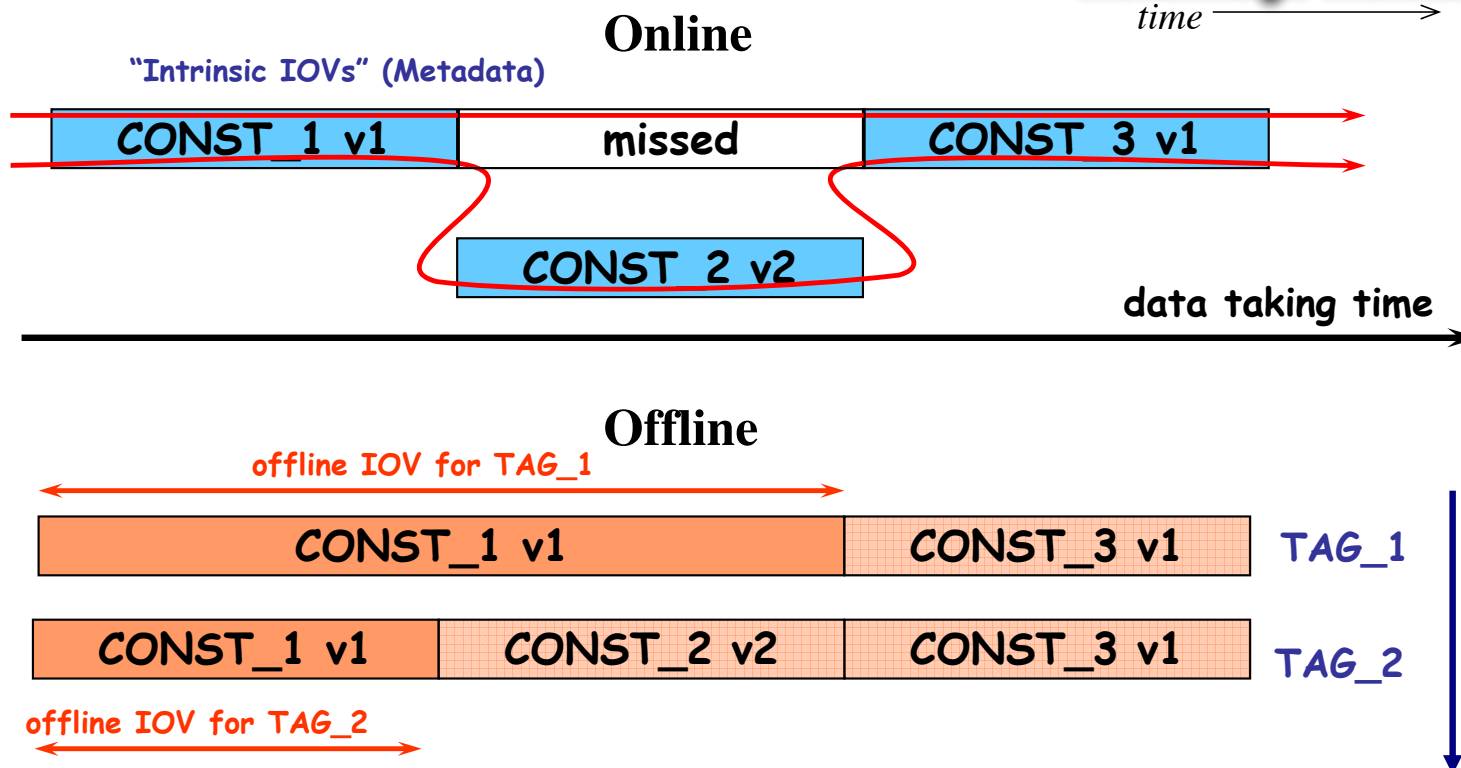 time
Online
“Intrinsic IOVs” (Metadata)
CONST_1 v1
missed
CONST_3 v1
CONST_2 v2
data taking time
Offline
offline IOV for TAG_1
CONST_1 v1
CONST_3 v1
TAG_1
CONST_1 v1
CONST_2 v2
CONST_3 v1
TAG_2
offline IOV for TAG_2